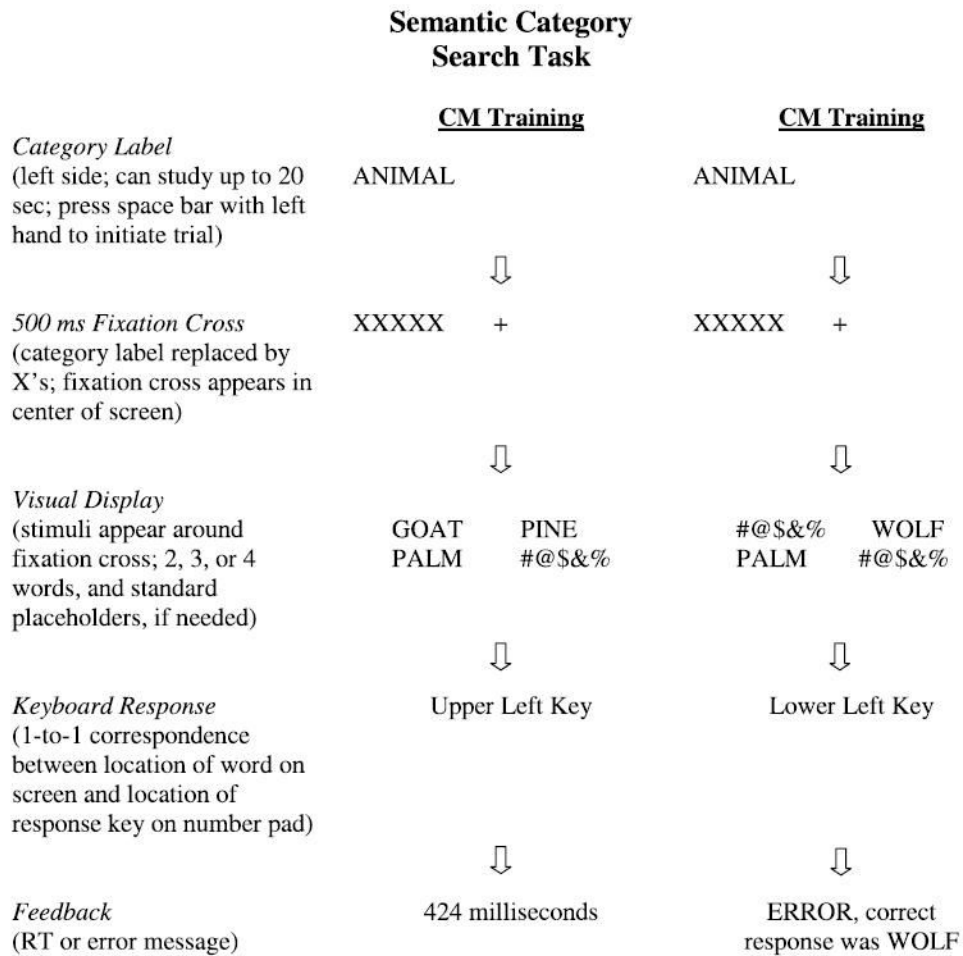 Semantic Category
Search Task
CM Training CM Training
Category Label
(left side; can study up to 20 ANIMAL ANIMAL
sec; press space bar with left
hand to initiate trial)
500 ms Fixation Cross XXXXX + XXXXX +
(category label replaced by
X's; fixation cross appears in
center of screen)
Visual Display
(stimuli appear around GOAT PINE #@$&% WOLF
fixation cross; 2, 3, or 4 PALM #@$&% PALM #@$&%
words, and standard
placeholders, if needed)
Keyboard Response Upper Left Key Lower Left Key
(1-to-1 correspondence
between location of word on
screen and location of
response key on number pad)
Feedback 424 milliseconds ERROR, correct
(RT or error message) response was WOLF